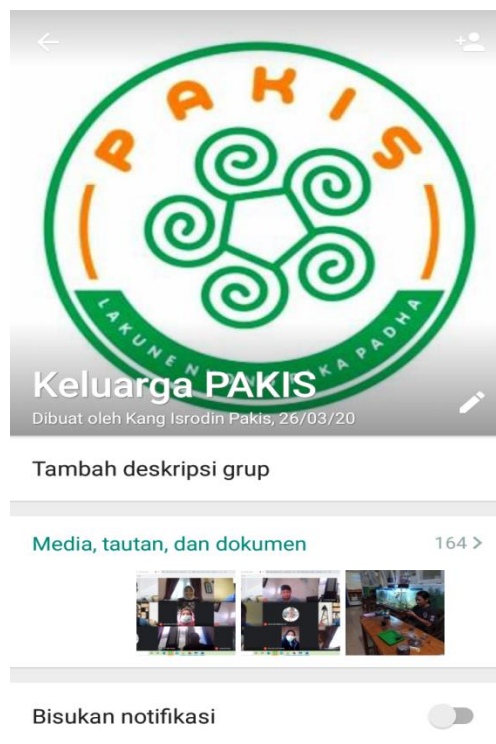 PAKIS
LAKUNE N PADHA
Keluarga PAKIS
Dibuat oleh Kang Isrodin Pakis, 26/03/20
Tambah deskripsi grup
Media, tautan, dan dokumen
164 >
Bisukan notifikasi